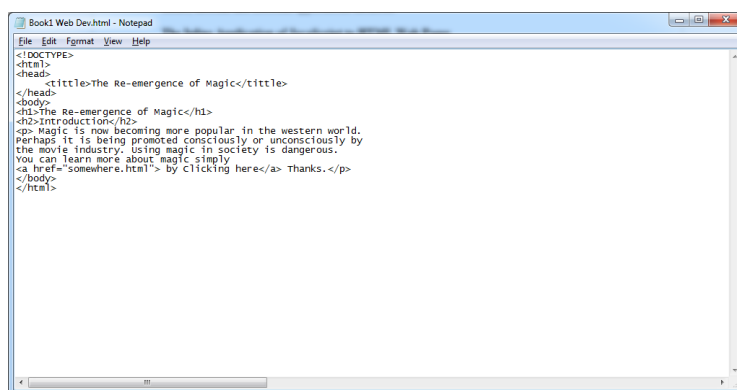 Book1 Web Dev.html - Notepad
File Edit Format View Help
<!DOCTYPE>
<html>
<head>
<tittle>The Re-emergence of Magic</tittle>
</head>
<body>
<h1>The Re-emergence of Magic</h1>
<h2>Introduction</h2>
<p> Magic is now becoming more popular in the western world.
Perhaps it is being promoted consciously or unconsciously by
the movie industry. Using magic in society is dangerous.
You can learn more about magic simply
<a href="somewhere.html"> by Clicking here</a> Thanks.</p>
</body>
</html>